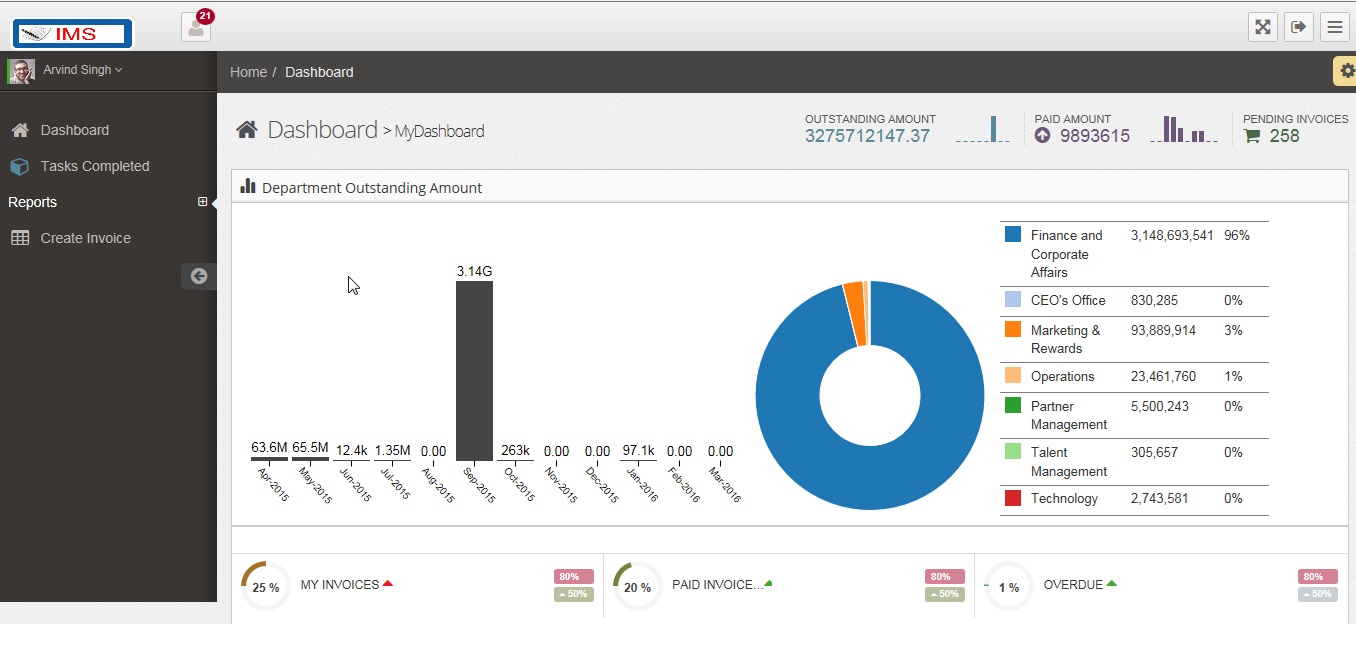 IMS
21
Arvind Singh
Home / Dashboard
Dashboard
Tasks Completed
Reports
Create Invoice
Dashboard > MyDashboard
OUTSTANDING AMOUNT
3275712147.37
PAID AMOUNT
9893615
PENDING INVOICES
258
Department Outstanding Amount
3.14G
63.6M 65.5M 12.4k 1.35M 0.00 263k 0.00 0.00 97.1k 0.00 0.00
Apr-2015 May-2015 Jun-2015 Jul-2015 Aug-2015 Sep-2015 Oct-2015 Nov-2015 Dec-2015 Jan-2016 Feb-2016 Mar-2016
Finance and 3,148,693,541 96%
Corporate
Affairs
CEO's Office 830,285 0%
Marketing & 93,889,914 3%
Rewards
Operations 23,461,760 1%
Partner 5,500,243 0%
Management
Talent 305,657 0%
Management
Technology 2,743,581 0%
25 % MY INVOICES
80%
50%
20 % PAID INVOICE...
80%
50%
1 % OVERDUE
80%
50%